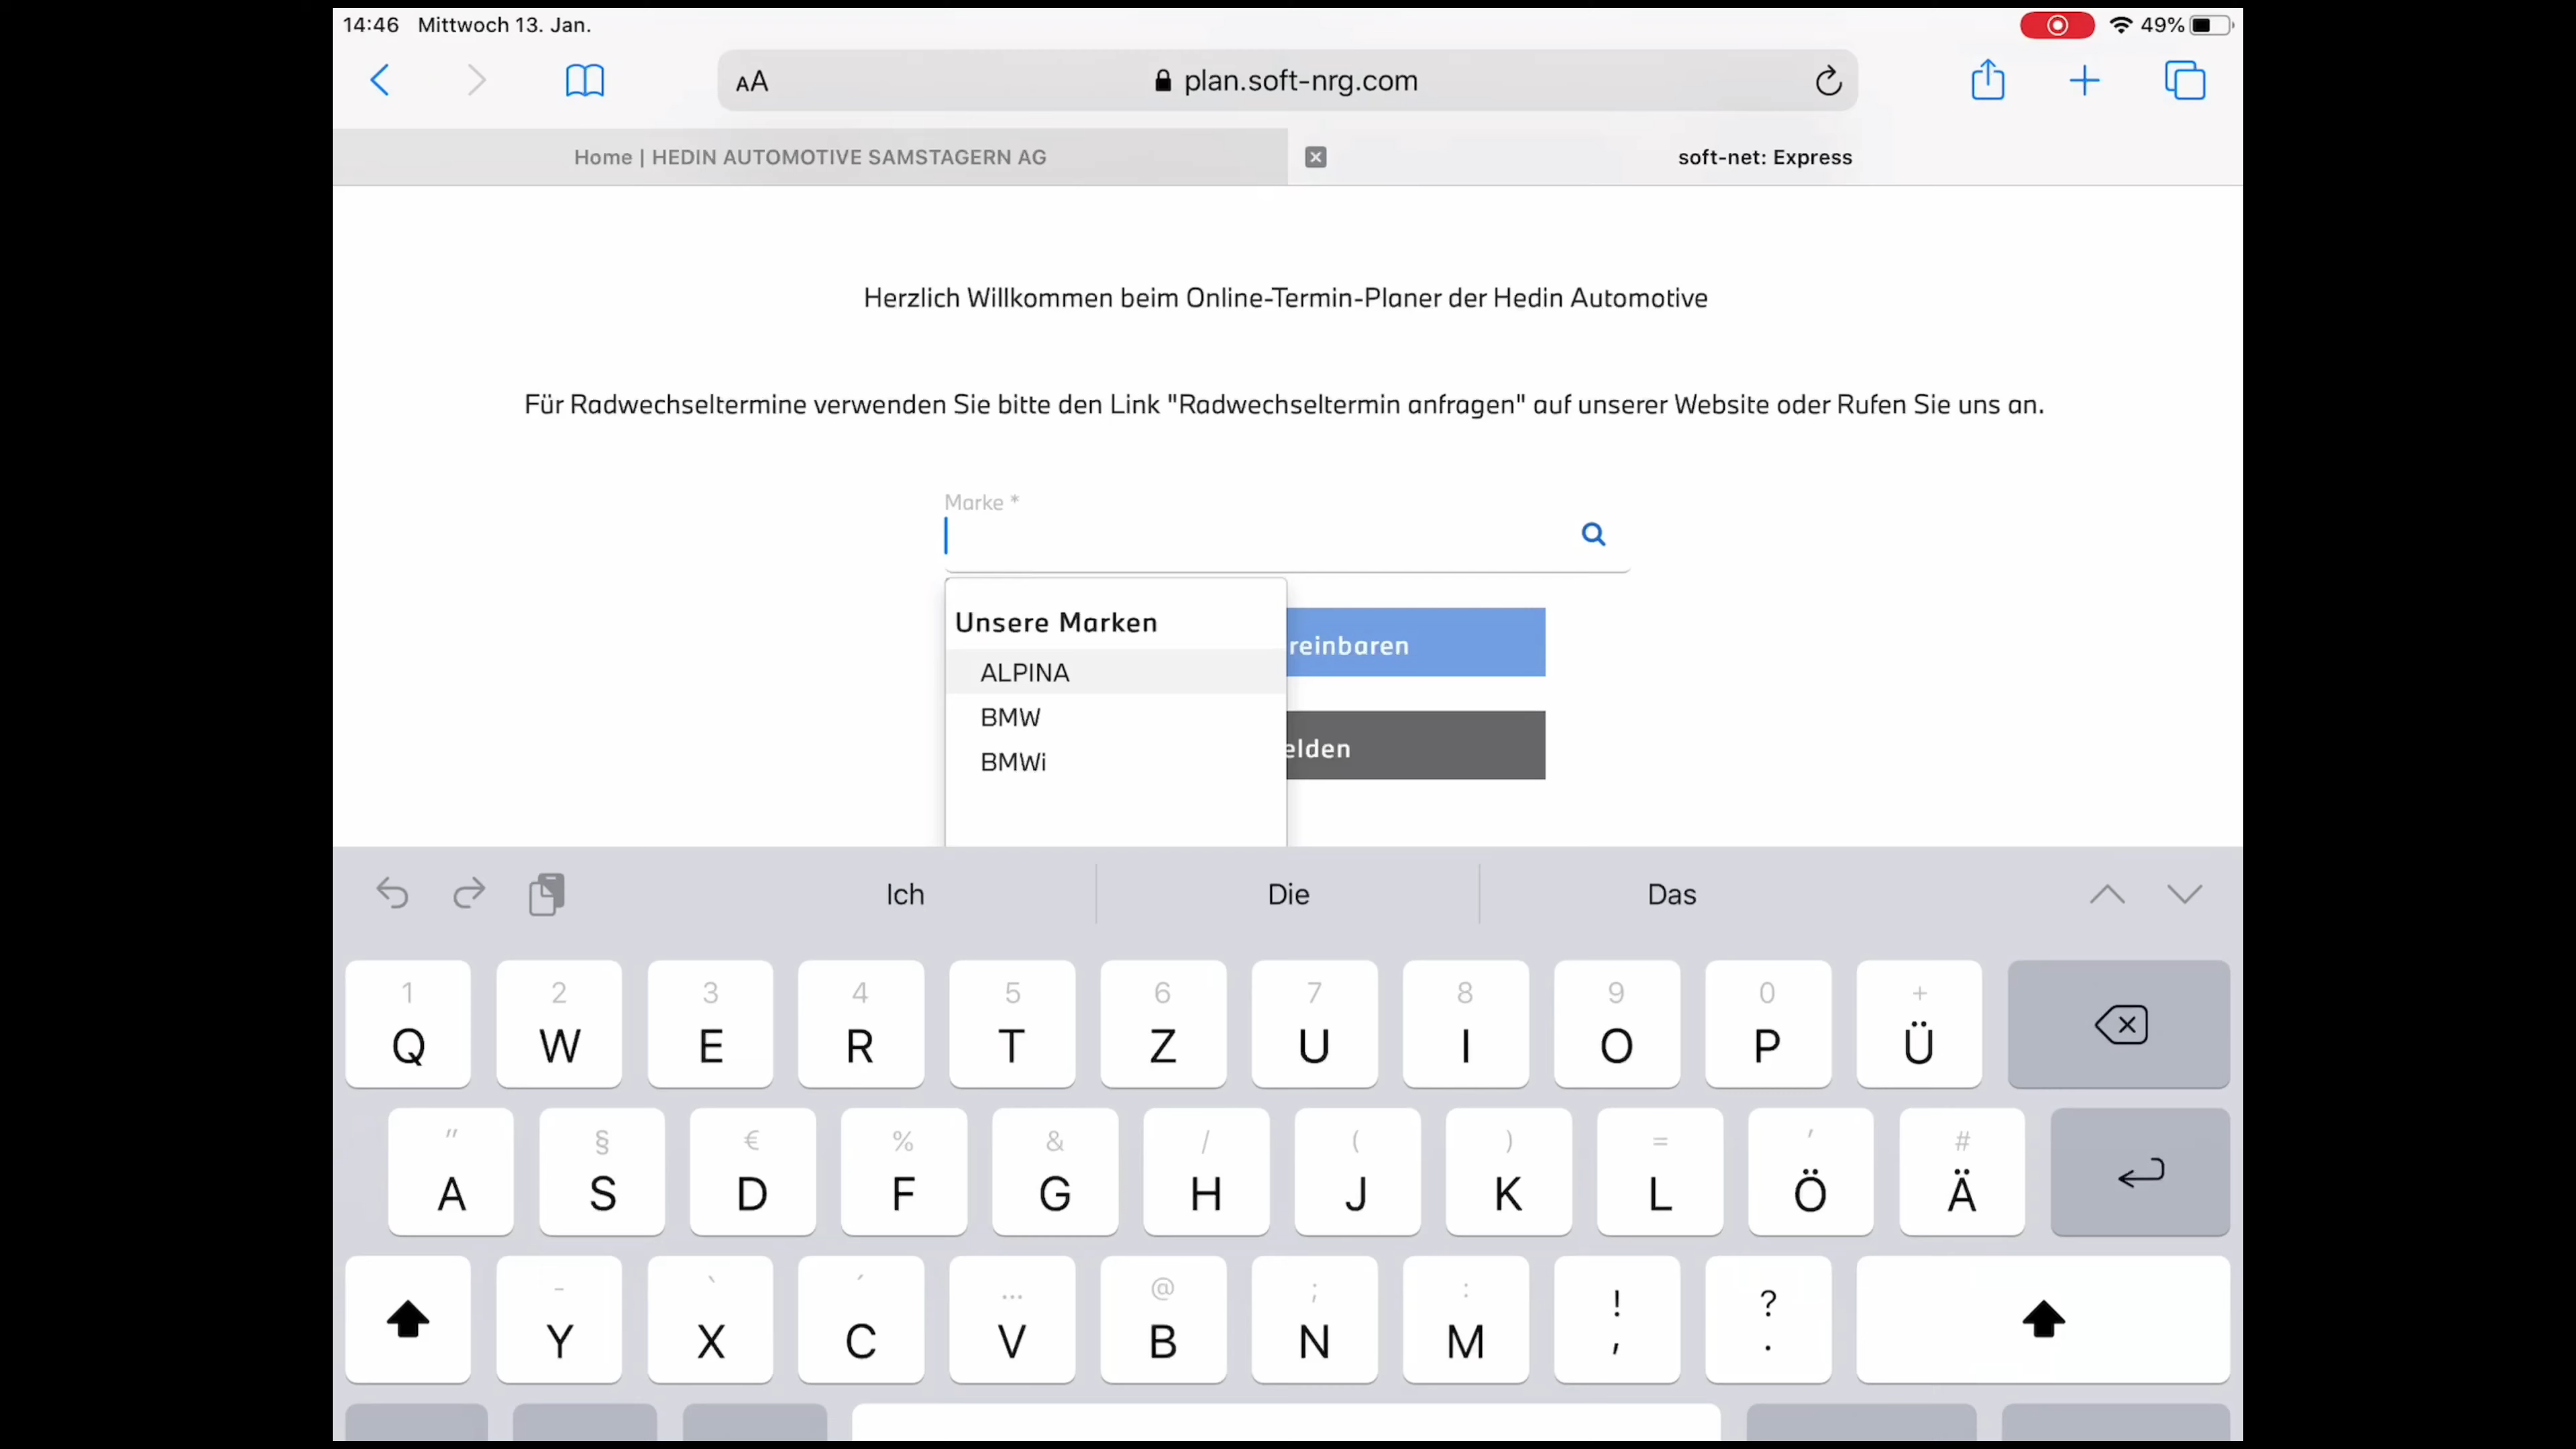 14:46 Mittwoch 13. Jan.
49%
AA
plan.soft-nrg.com
Home | HEDIN AUTOMOTIVE SAMSTAGERN AG
soft-net: Express
Herzlich Willkommen beim Online-Termin-Planer der Hedin Automotive
Für Radwechseltermine verwenden Sie bitte den Link "Radwechseltermin anfragen" auf unserer Website oder Rufen Sie uns an.
Marke *
Unsere Marken
reinbaren
ALPINA
BMW
elden
BMWi
Ich Die Das
1 2 3 4 5 6 7 8 9 0 +
Q W E R T Z U I O P Ü
" § € % & / ( ) = ' #
A S D F G H J K L Ö Ä
- ` ´ ... @ ; : ! ?
Y X C V B N M , .